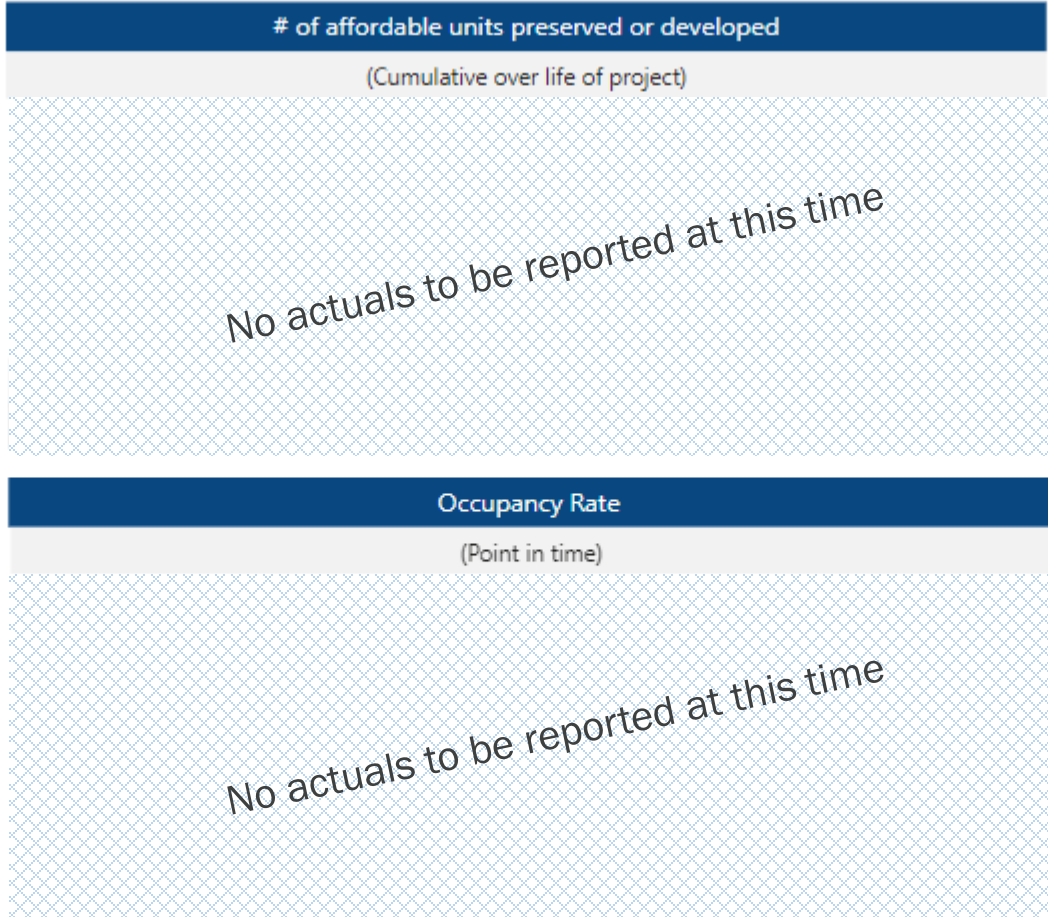 # of affordable units preserved or developed
(Cumulative over life of project)
No actuals to be reported at this time
Occupancy Rate
(Point in time)
No actuals to be reported at this time